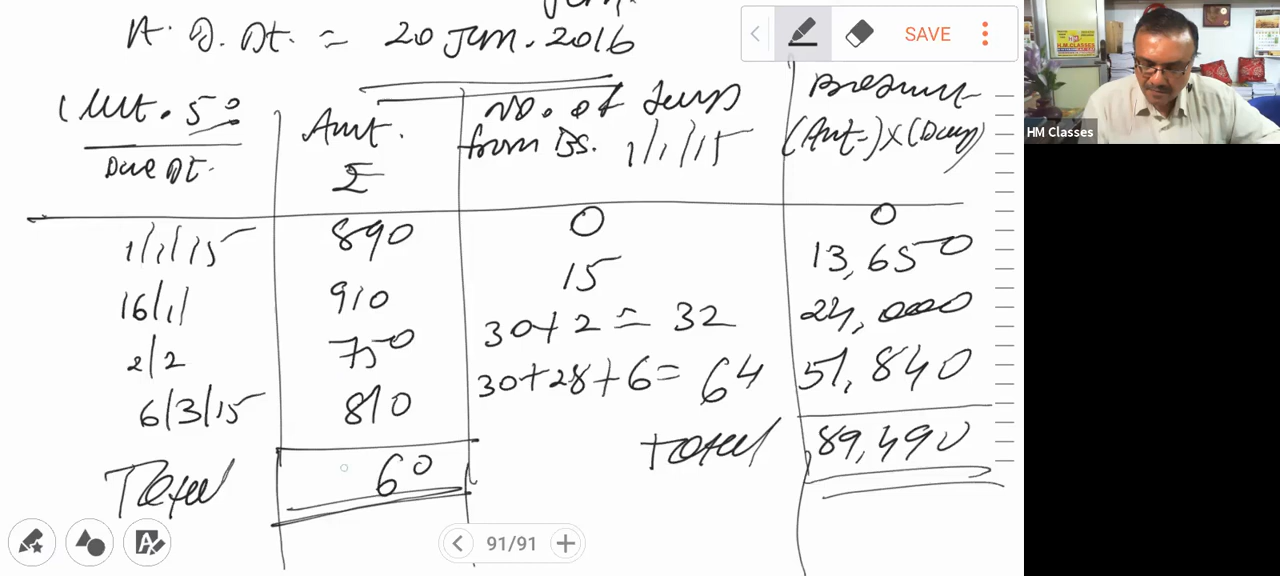 A. D. Dt. = 20 Jun. 2016
SAVE
HM Classes
Illut. 5:
Due Dt.
Amt.
No. of Days
from BS. 1/1/15
Product
(Amt) X (Days)
1/1/15 890 0 0
16/1 910 15 13,650
2/2 750 30+2 = 32 24,000
6/3/15 810 30+28+6= 64 51,840
Total 60 Total 89,490
91/91